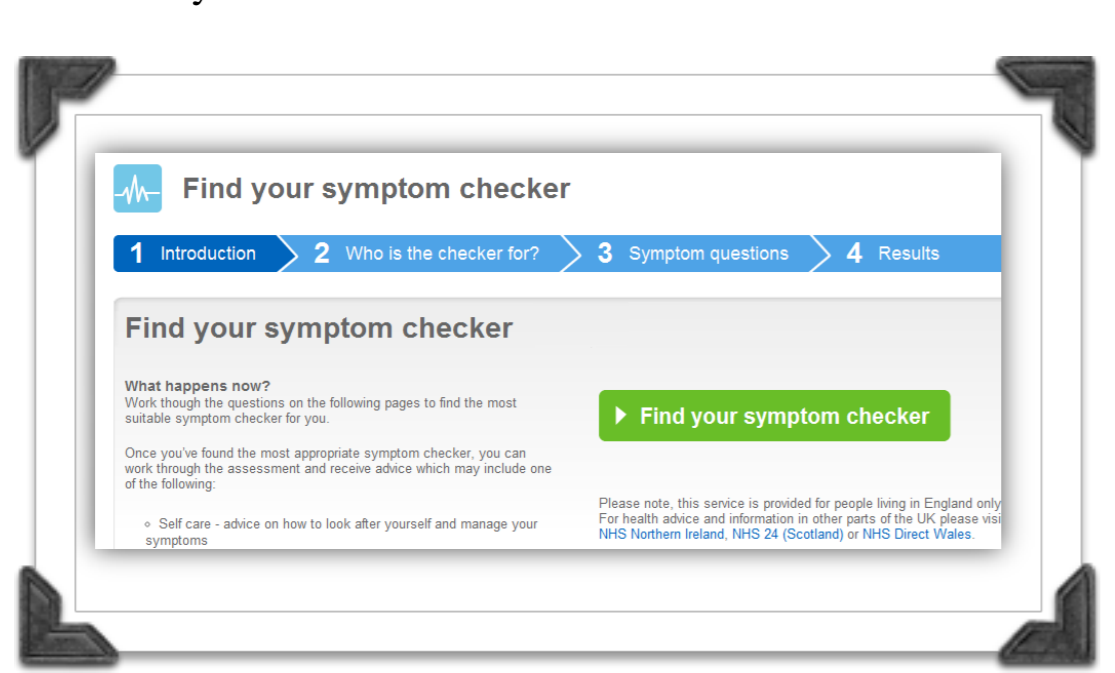 Find your symptom checker
1 Introduction 2 Who is the checker for? 3 Symptom questions 4 Results
Find your symptom checker
What happens now?
Work though the questions on the following pages to find the most
suitable symptom checker for you.
Once you've found the most appropriate symptom checker, you can
work through the assessment and receive advice which may include one
of the following:
Self care - advice on how to look after yourself and manage your
symptoms
Find your symptom checker
Please note, this service is provided for people living in England only
For health advice and information in other parts of the UK please
NHS Northern Ireland, NHS 24 (Scotland) or NHS Direct Wales.